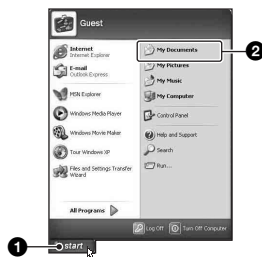 Guest
Internet
Internet Explorer
E-mail
Outlook Express
MSN Explorer
Windows Media Player
Windows Movie Maker
Tour Windows XP
Files and Settings Transfer
Wizard
All Programs
My Documents
2
My Pictures
My Music
My Computer
Control Panel
Help and Support
Search
Run...
Log Off
Turn Off Computer
1
start